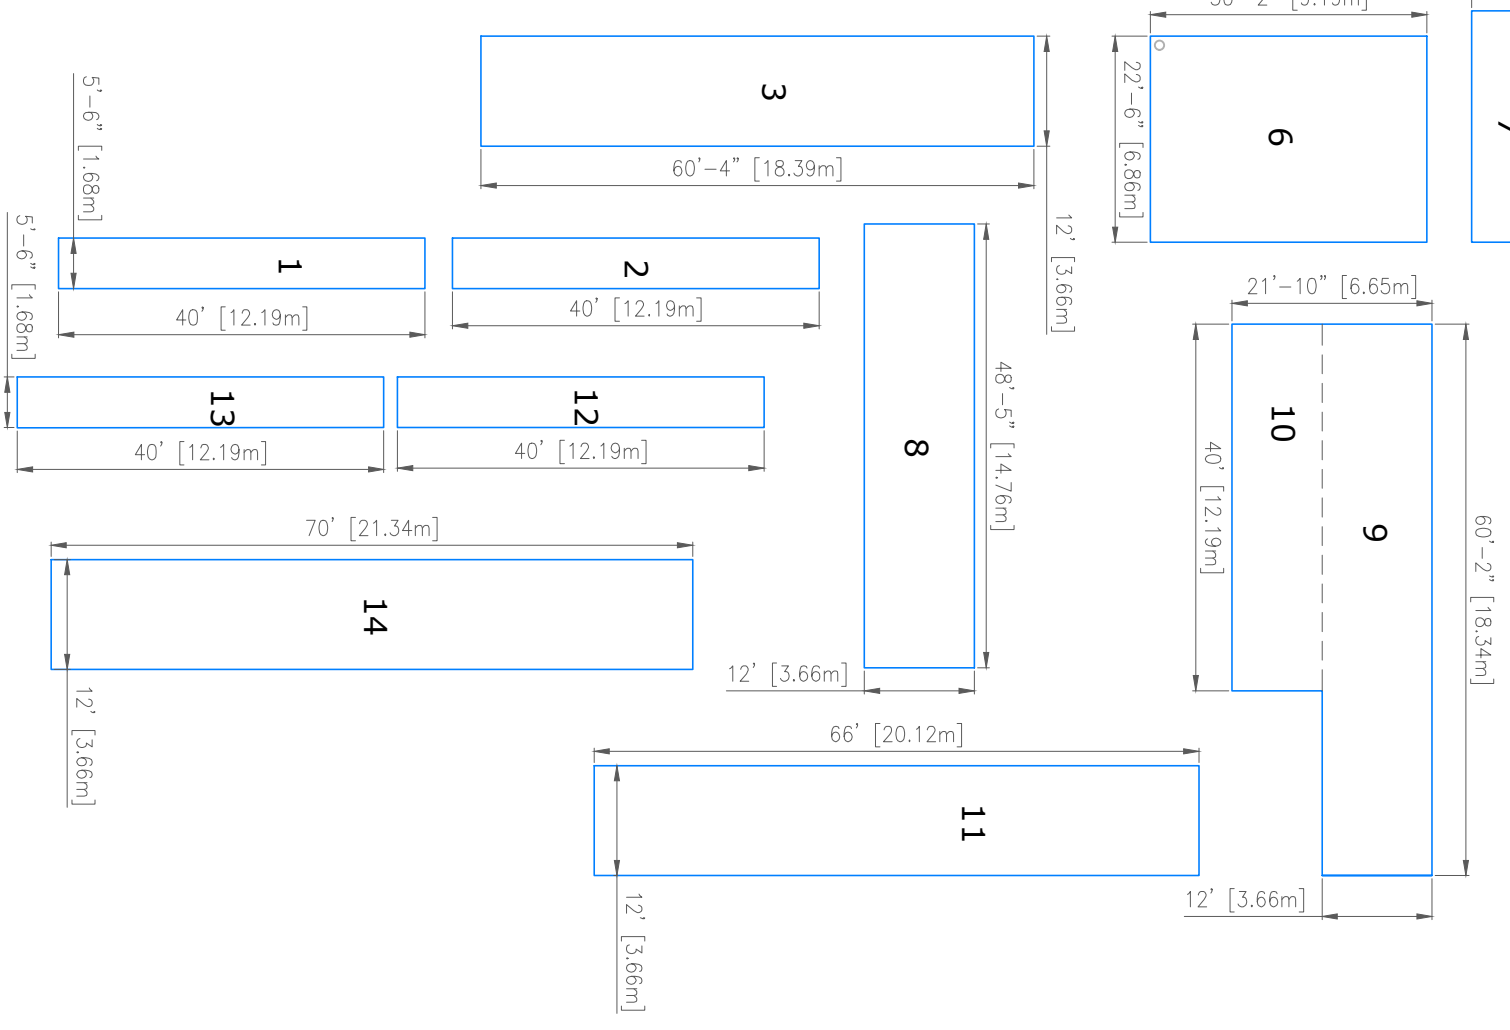 3
60'-4" [18.39m]
12' [3.66m]
6
22'-6" [6.86m]
5'-6" [1.68m]
1
40' [12.19m]
2
40' [12.19m]
5'-6" [1.68m]
13
40' [12.19m]
12
40' [12.19m]
8
48'-5" [14.76m]
12' [3.66m]
21'-10" [6.65m]
10
40' [12.19m]
9
60'-2" [18.34m]
12' [3.66m]
70' [21.34m]
14
12' [3.66m]
66' [20.12m]
11
12' [3.66m]